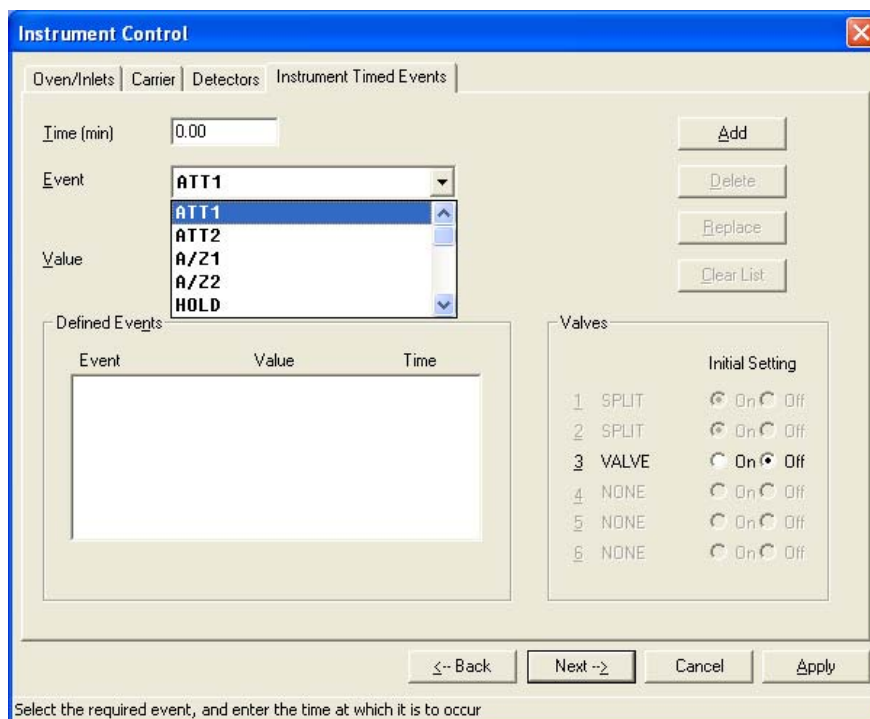 Instrument Control
Oven/Inlets Carrier Detectors Instrument Timed Events
Time (min) 0.00 Add
Event ATT1 Delete
ATT1
ATT2 Replace
Value A/Z1
A/Z2 Clear List
HOLD
Defined Events Valves
Event Value Time Initial Setting
1 SPLIT On Off
2 SPLIT On Off
3 VALVE On Off
4 NONE On Off
5 NONE On Off
6 NONE On Off
<-- Back Next --> Cancel Apply
Select the required event, and enter the time at which it is to occur